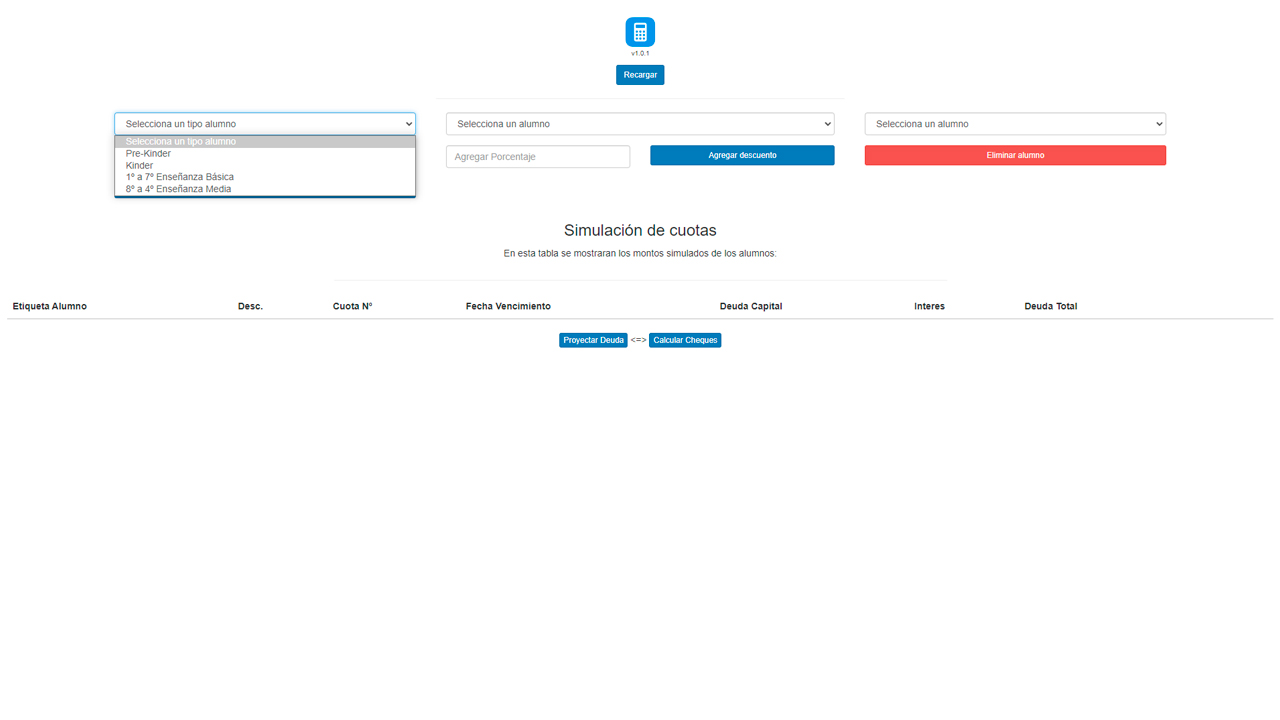 v1.0.1
Recargar
Selecciona un tipo alumno
Selecciona un alumno
Selecciona un alumno
Selecciona un tipo alumno
Pre-Kinder
Kinder
1º a 7º Enseñanza Básica
8º a 4º Enseñanza Media
Agregar Porcentaje
Agregar descuento
Eliminar alumno
Simulación de cuotas
En esta tabla se mostraran los montos simulados de los alumnos:
Etiqueta Alumno Desc. Cuota Nº Fecha Vencimiento Deuda Capital Interes Deuda Total
Proyectar Deuda <=> Calcular Cheques